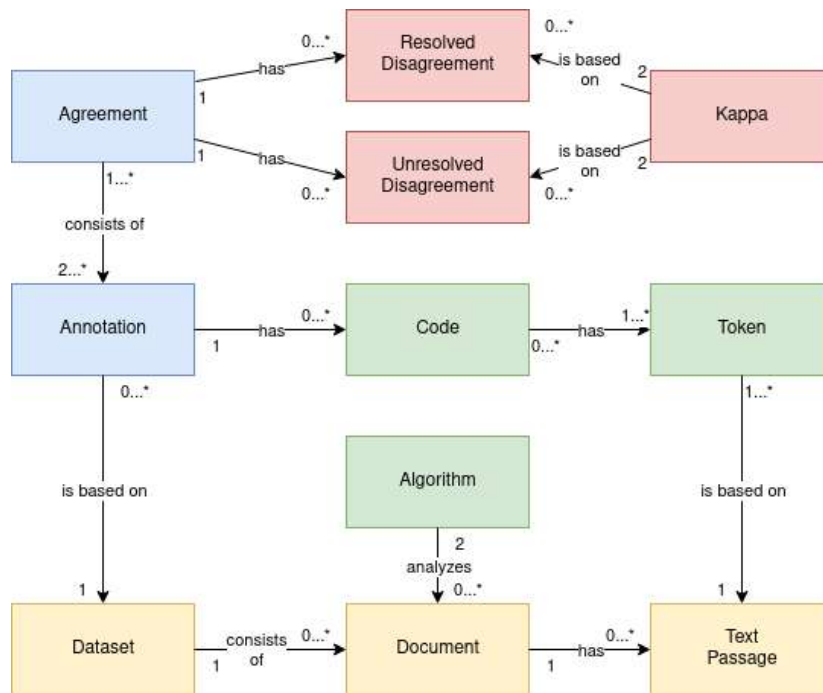 0...*
Resolved
Disagreement
0...*
has
is based
on
1
2
Agreement
Kappa
1
has
Unresolved
Disagreement
is based
on
2
0...*
0...*
1...*
consists of
2...*
Annotation
1
has
0...*
Code
0...*
has
1...*
Token
0...*
1...*
Algorithm
is based on
is based on
2
analyzes
1
0...*
1
Dataset
1
consists
of
0...*
Document
1
has
0...*
Text
Passage